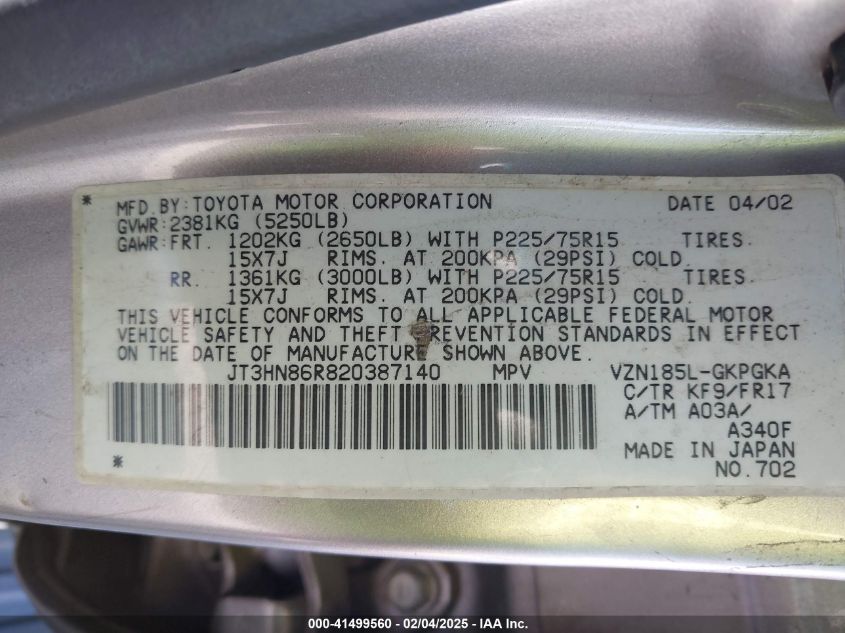 * MFD.BY:TOYOTA MOTOR CORPORATION DATE 04/02
GVWR:2381KG (5250LB)
GAWR:FRT. 1202KG (2650LB) WITH P225/75R15 TIRES.
15X7J RIMS. AT 200KPA (29PSI) COLD.
RR. 1361KG (3000LB) WITH P225/75R15 TIRES
15X7J RIMS. AT 200KPA (29PSI) COLD.
THIS VEHICLE CONFORMS TO ALL APPLICABLE FEDERAL MOTOR
VEHICLE SAFETY AND THEFT PREVENTION STANDARDS IN EFFECT
ON THE DATE OF MANUFACTURE SHOWN ABOVE.
JT3HN86R820387140 MPV VZN185L-GKPGKA
C/TR KF9/FR17
A/TM A03A/
A340F
MADE IN JAPAN
* NO.702
000-41499560 - 02/04/2025 - IAA Inc.